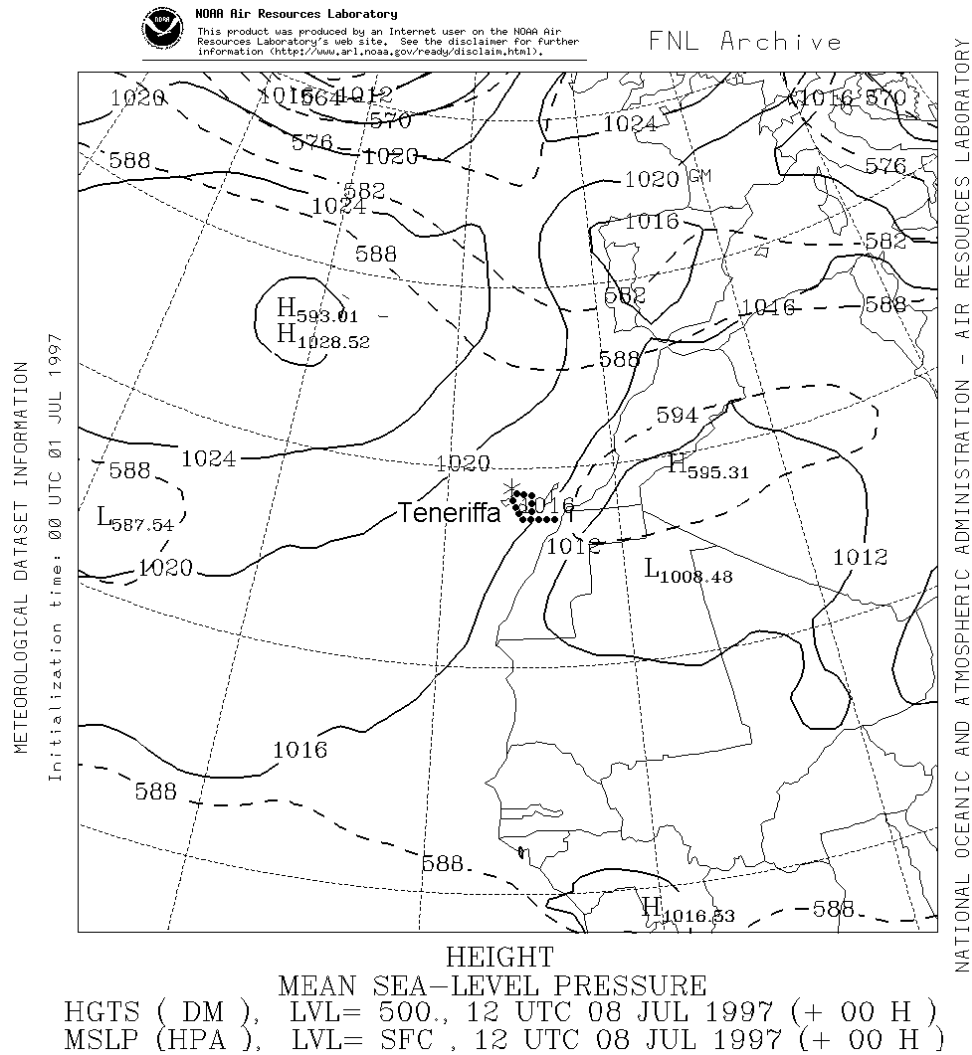 NOAA Air Resources Laboratory
This product was produced by an Internet user on the NOAA Air
Resources Laboratory's web site. See the disclaimer for further
information (http://www.arl.noaa.gov/ready/disclaim.html).
FNL Archive
NATIONAL OCEANIC AND ATMOSPHERIC ADMINISTRATION - AIR RESOURCES LABORATORY
METEOROLOGICAL DATASET INFORMATION
Initialization time: 00 UTC 01 JUL 1997
1020 1016 564 1012 1016 570
570
576 1020 1024 576
588 582 1020 GM
1024 1016
588 582
582
H593.01 1016 588
H1028.52
588
594
1024 1020 H595.31
588
L587.54 Teneriffa 1016
1012 1012
1020 L1008.48
1016
588
588
H1016.53 588
HEIGHT
MEAN SEA-LEVEL PRESSURE
HGTS ( DM ), LVL= 500., 12 UTC 08 JUL 1997 (+ 00 H )
MSLP (HPA ), LVL= SFC , 12 UTC 08 JUL 1997 (+ 00 H )